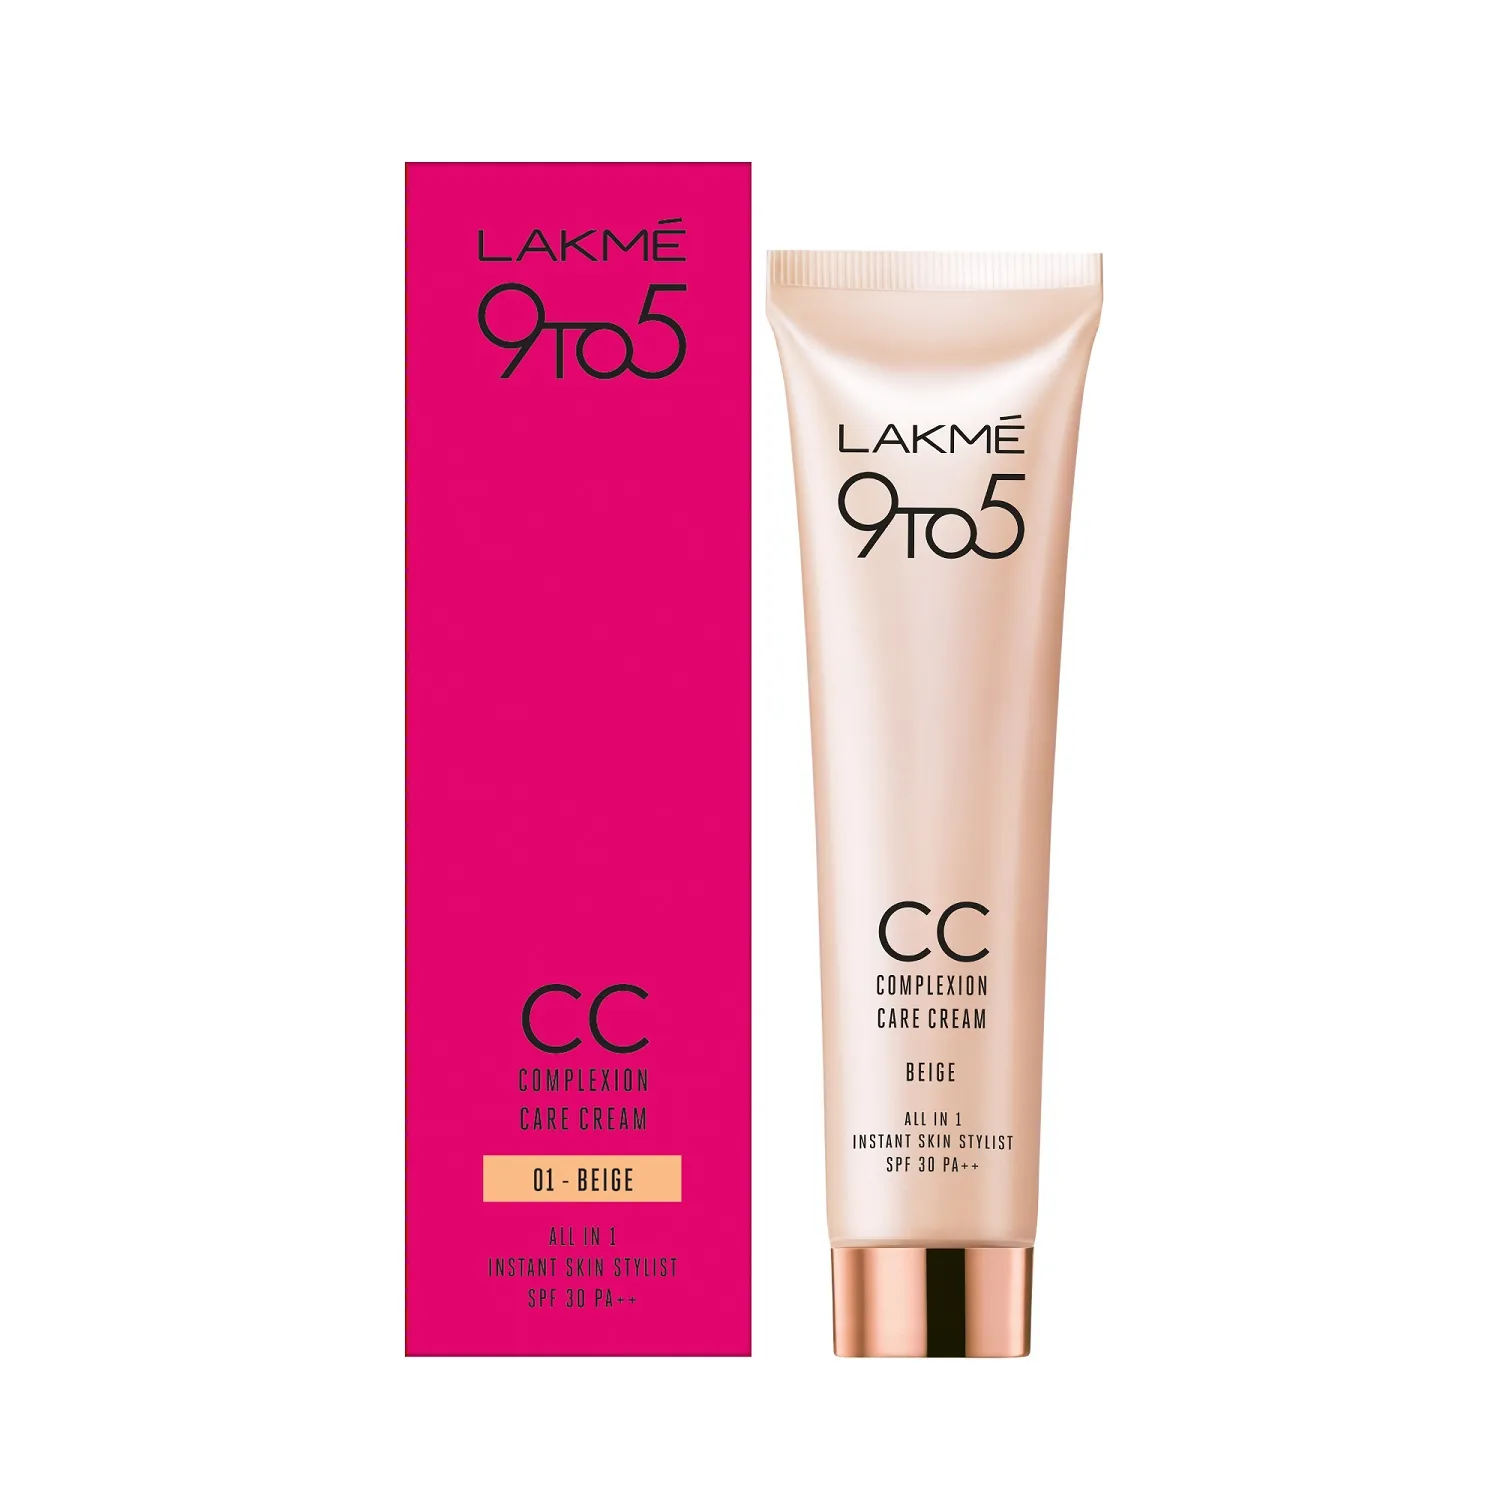 LAKMÉ
9TO5
CC
COMPLEXION
CARE CREAM
01 - BEIGE
ALL IN 1
INSTANT SKIN STYLIST
SPF 30 PA++
LAKMÉ
9TO5
CC
COMPLEXION
CARE CREAM
BEIGE
ALL IN 1
INSTANT SKIN STYLIST
SPF 30 PA++